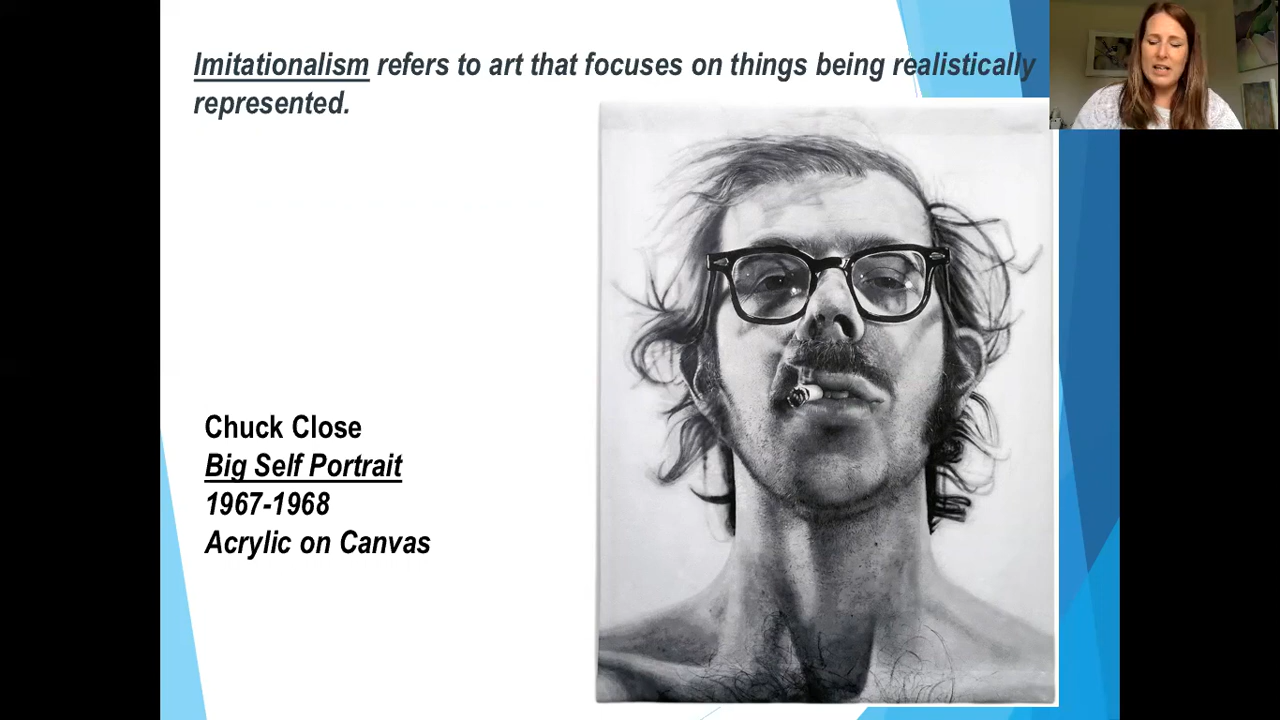 Imitationalism refers to art that focuses on things being realistically
represented.
Chuck Close
Big Self Portrait
1967-1968
Acrylic on Canvas